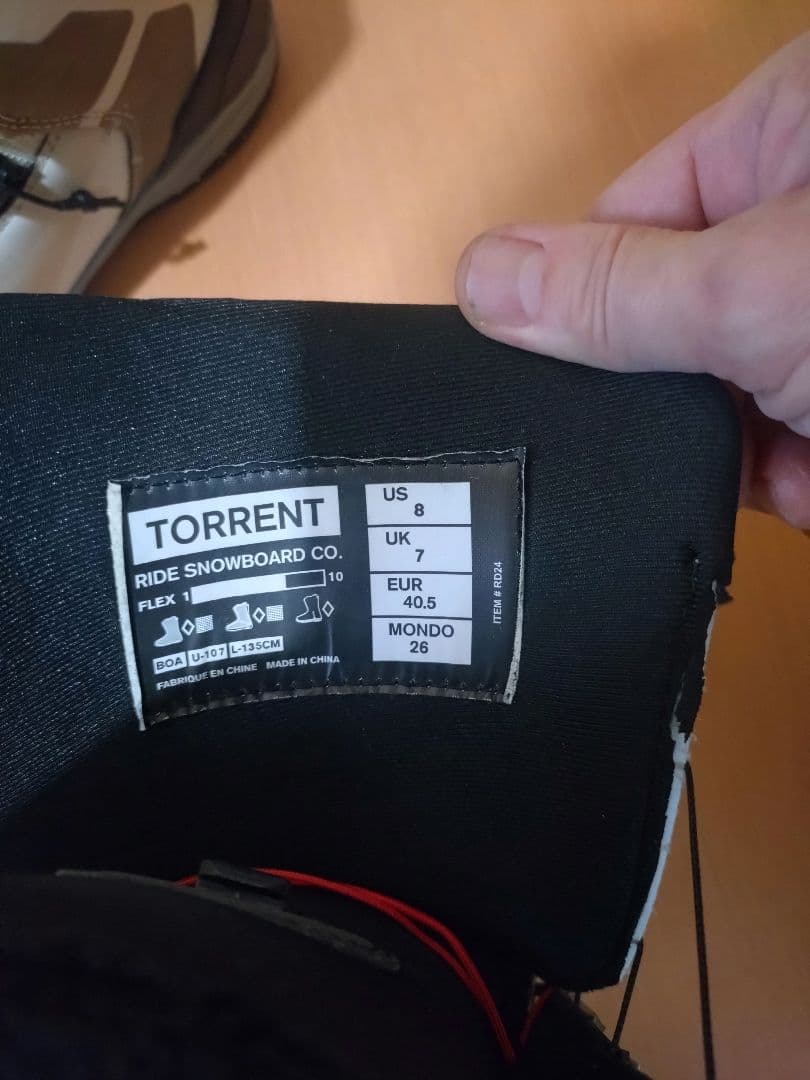 TORRENT
RIDE SNOWBOARD CO.
FLEX 1 10
BOA U-107 L-135CM
FABRIQUE EN CHINE MADE IN CHINA
US
8
UK
7
EUR
40.5
MONDO
26
ITEM # RD24